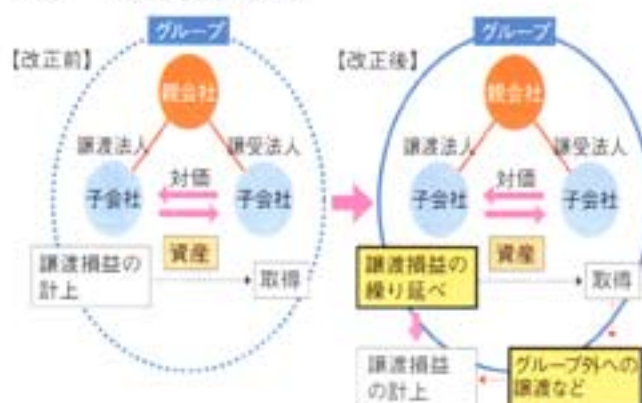 グループ
【改正前】
親会社
譲渡法人
譲受法人
子会社
対価
子会社
資産
譲渡損益の
計上
取得
グループ
【改正後】
親会社
譲渡法人
譲受法人
子会社
対価
子会社
資産
譲渡損益の
繰り延べ
取得
譲渡損益
の計上
グループ外への
譲渡など